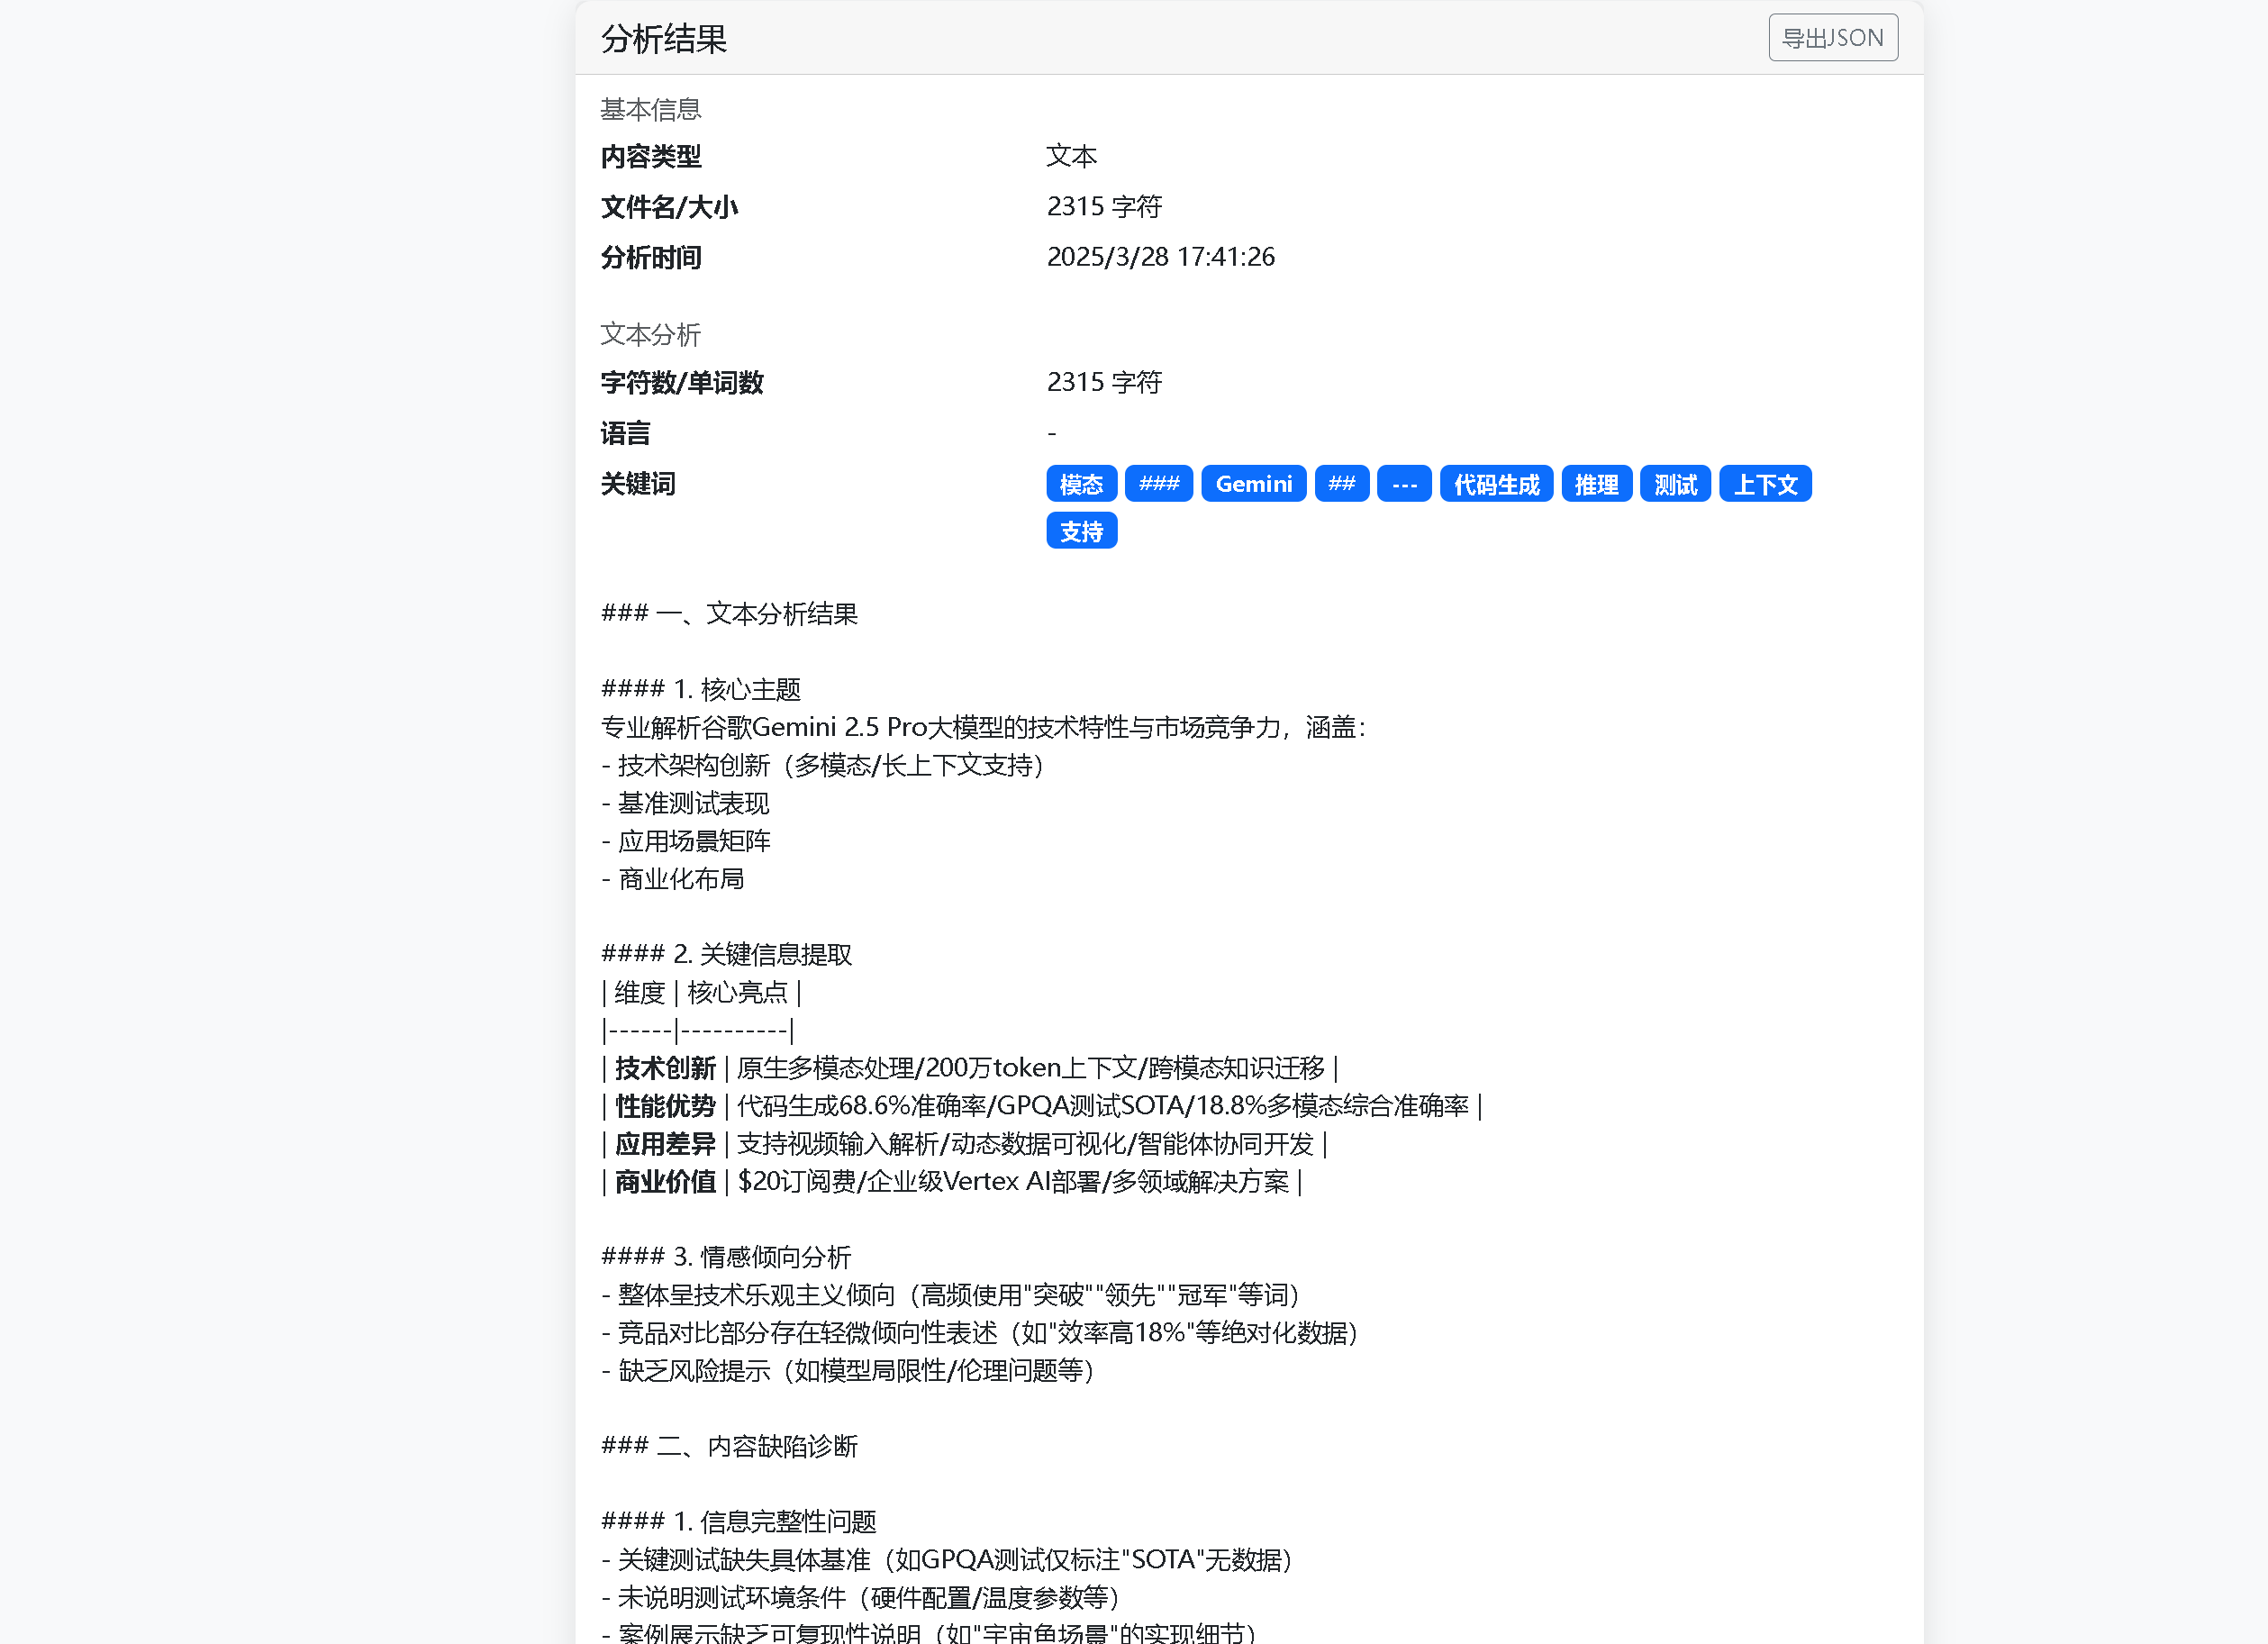 分析结果
导出JSON
基本信息
内容类型 文本
文件名/大小 2315 字符
分析时间 2025/3/28 17:41:26
文本分析
字符数/单词数 2315 字符
语言 -
关键词 模态 ### Gemini ## --- 代码生成 推理 测试 上下文
支持
### 一、文本分析结果
#### 1. 核心主题
专业解析谷歌Gemini 2.5 Pro大模型的技术特性与市场竞争力，涵盖：
- 技术架构创新（多模态/长上下文支持）
- 基准测试表现
- 应用场景矩阵
- 商业化布局
#### 2. 关键信息提取
| 维度 | 核心亮点 |
|------|----------|
| 技术创新 | 原生多模态处理/200万token上下文/跨模态知识迁移 |
| 性能优势 | 代码生成68.6%准确率/GPQA测试SOTA/18.8%多模态综合准确率 |
| 应用差异 | 支持视频输入解析/动态数据可视化/智能体协同开发 |
| 商业价值 | $20订阅费/企业级Vertex AI部署/多领域解决方案 |
#### 3. 情感倾向分析
- 整体呈技术乐观主义倾向（高频使用"突破""领先""冠军"等词）
- 竞品对比部分存在轻微倾向性表述（如"效率高18%"等绝对化数据）
- 缺乏风险提示（如模型局限性/伦理问题等）
### 二、内容缺陷诊断
#### 1. 信息完整性问题
- 关键测试缺失具体基准（如GPQA测试仅标注"SOTA"无数据）
- 未说明测试环境条件（硬件配置/温度参数等）
- 案例展示缺乏可复现性说明（如"宇宙鱼场景"的实现细节）